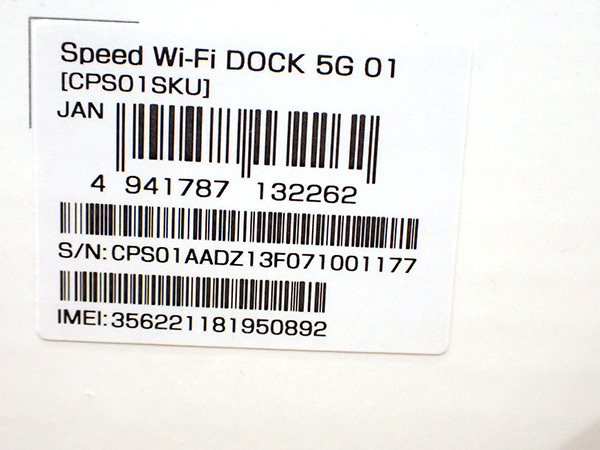 Speed Wi-Fi DOCK 5G 01
[CPS01SKU]
JAN
4 941787 132262
S/N:CPS01AADZ13F071001177
IMEI:356221181950892